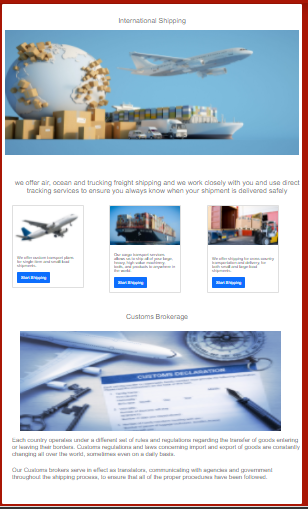 International Shipping
we offer air, ocean and trucking freight shipping and we work closely with you and use direct
tracking services to ensure you always know when your shipment is delivered safely
We offer various transport plans
for single item and small load
shipments
Start Shipping
Our cargo transport services
allows us to ship all of your large,
heavy, high value machinery,
tools, and products to anywhere in
the world
Start Shipping
We offer shipping for cross country
transportation and delivery, for
both small and large load
shipments
Start Shipping
Customs Brokerage
CUSTOMS DECLARATION
Each country operates under a different set of rules and regulations regarding the transfer of goods entering
or leaving their borders. Customs regulations and laws concerning import and export of goods are constantly
changing all over the world, sometimes even on a daily basis.
Our Customs brokers serve in effect as translators, communicating with agencies and government
throughout the shipping process, to ensure that all of the proper procedures have been followed.